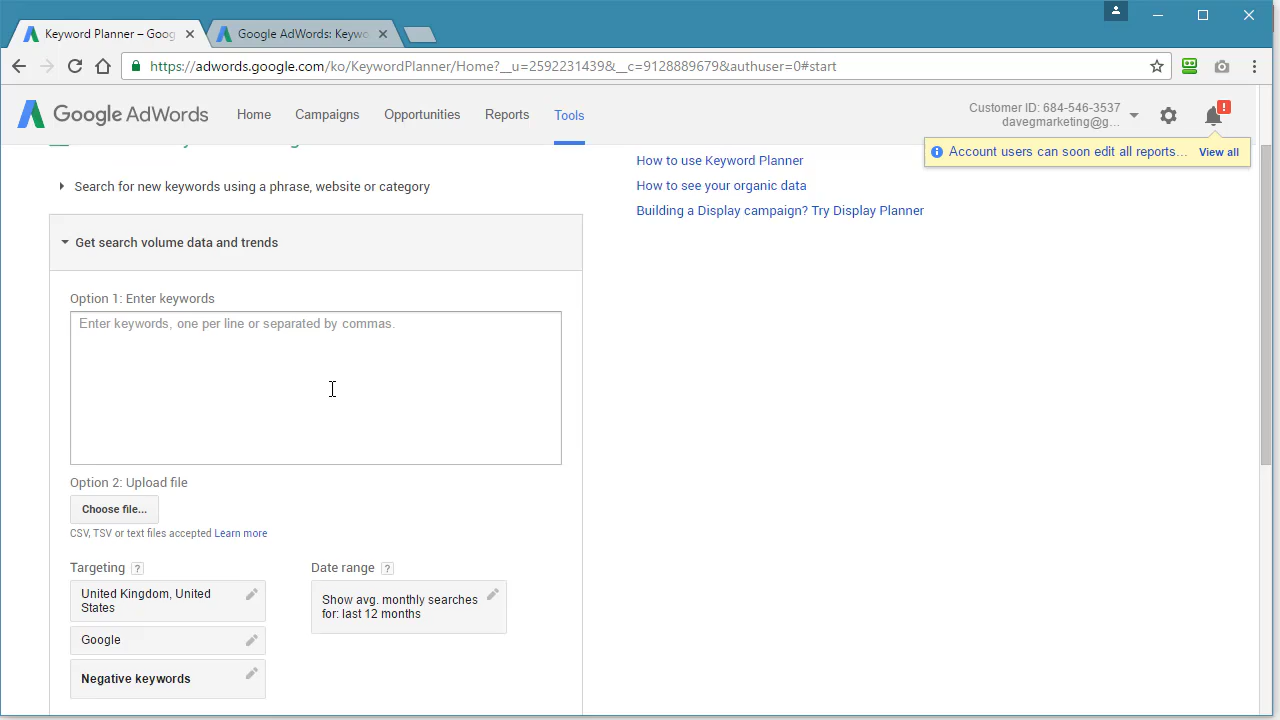 Keyword Planner – Goog
Google AdWords: Keywo
https://adwords.google.com/ko/KeywordPlanner/Home?__u=2592231439&__c=9128889679&authuser=0#start
Google AdWords
Home
Campaigns
Opportunities
Reports
Tools
Customer ID: 684-546-3537
davegmarketing@g...
!
Account users can soon edit all reports... View all
Search for new keywords using a phrase, website or category
How to use Keyword Planner
How to see your organic data
Building a Display campaign? Try Display Planner
Get search volume data and trends
Option 1: Enter keywords
Enter keywords, one per line or separated by commas.
Option 2: Upload file
Choose file...
CSV, TSV or text files accepted Learn more
Targeting ?
United Kingdom, United
States
Google
Negative keywords
Date range ?
Show avg. monthly searches
for: last 12 months